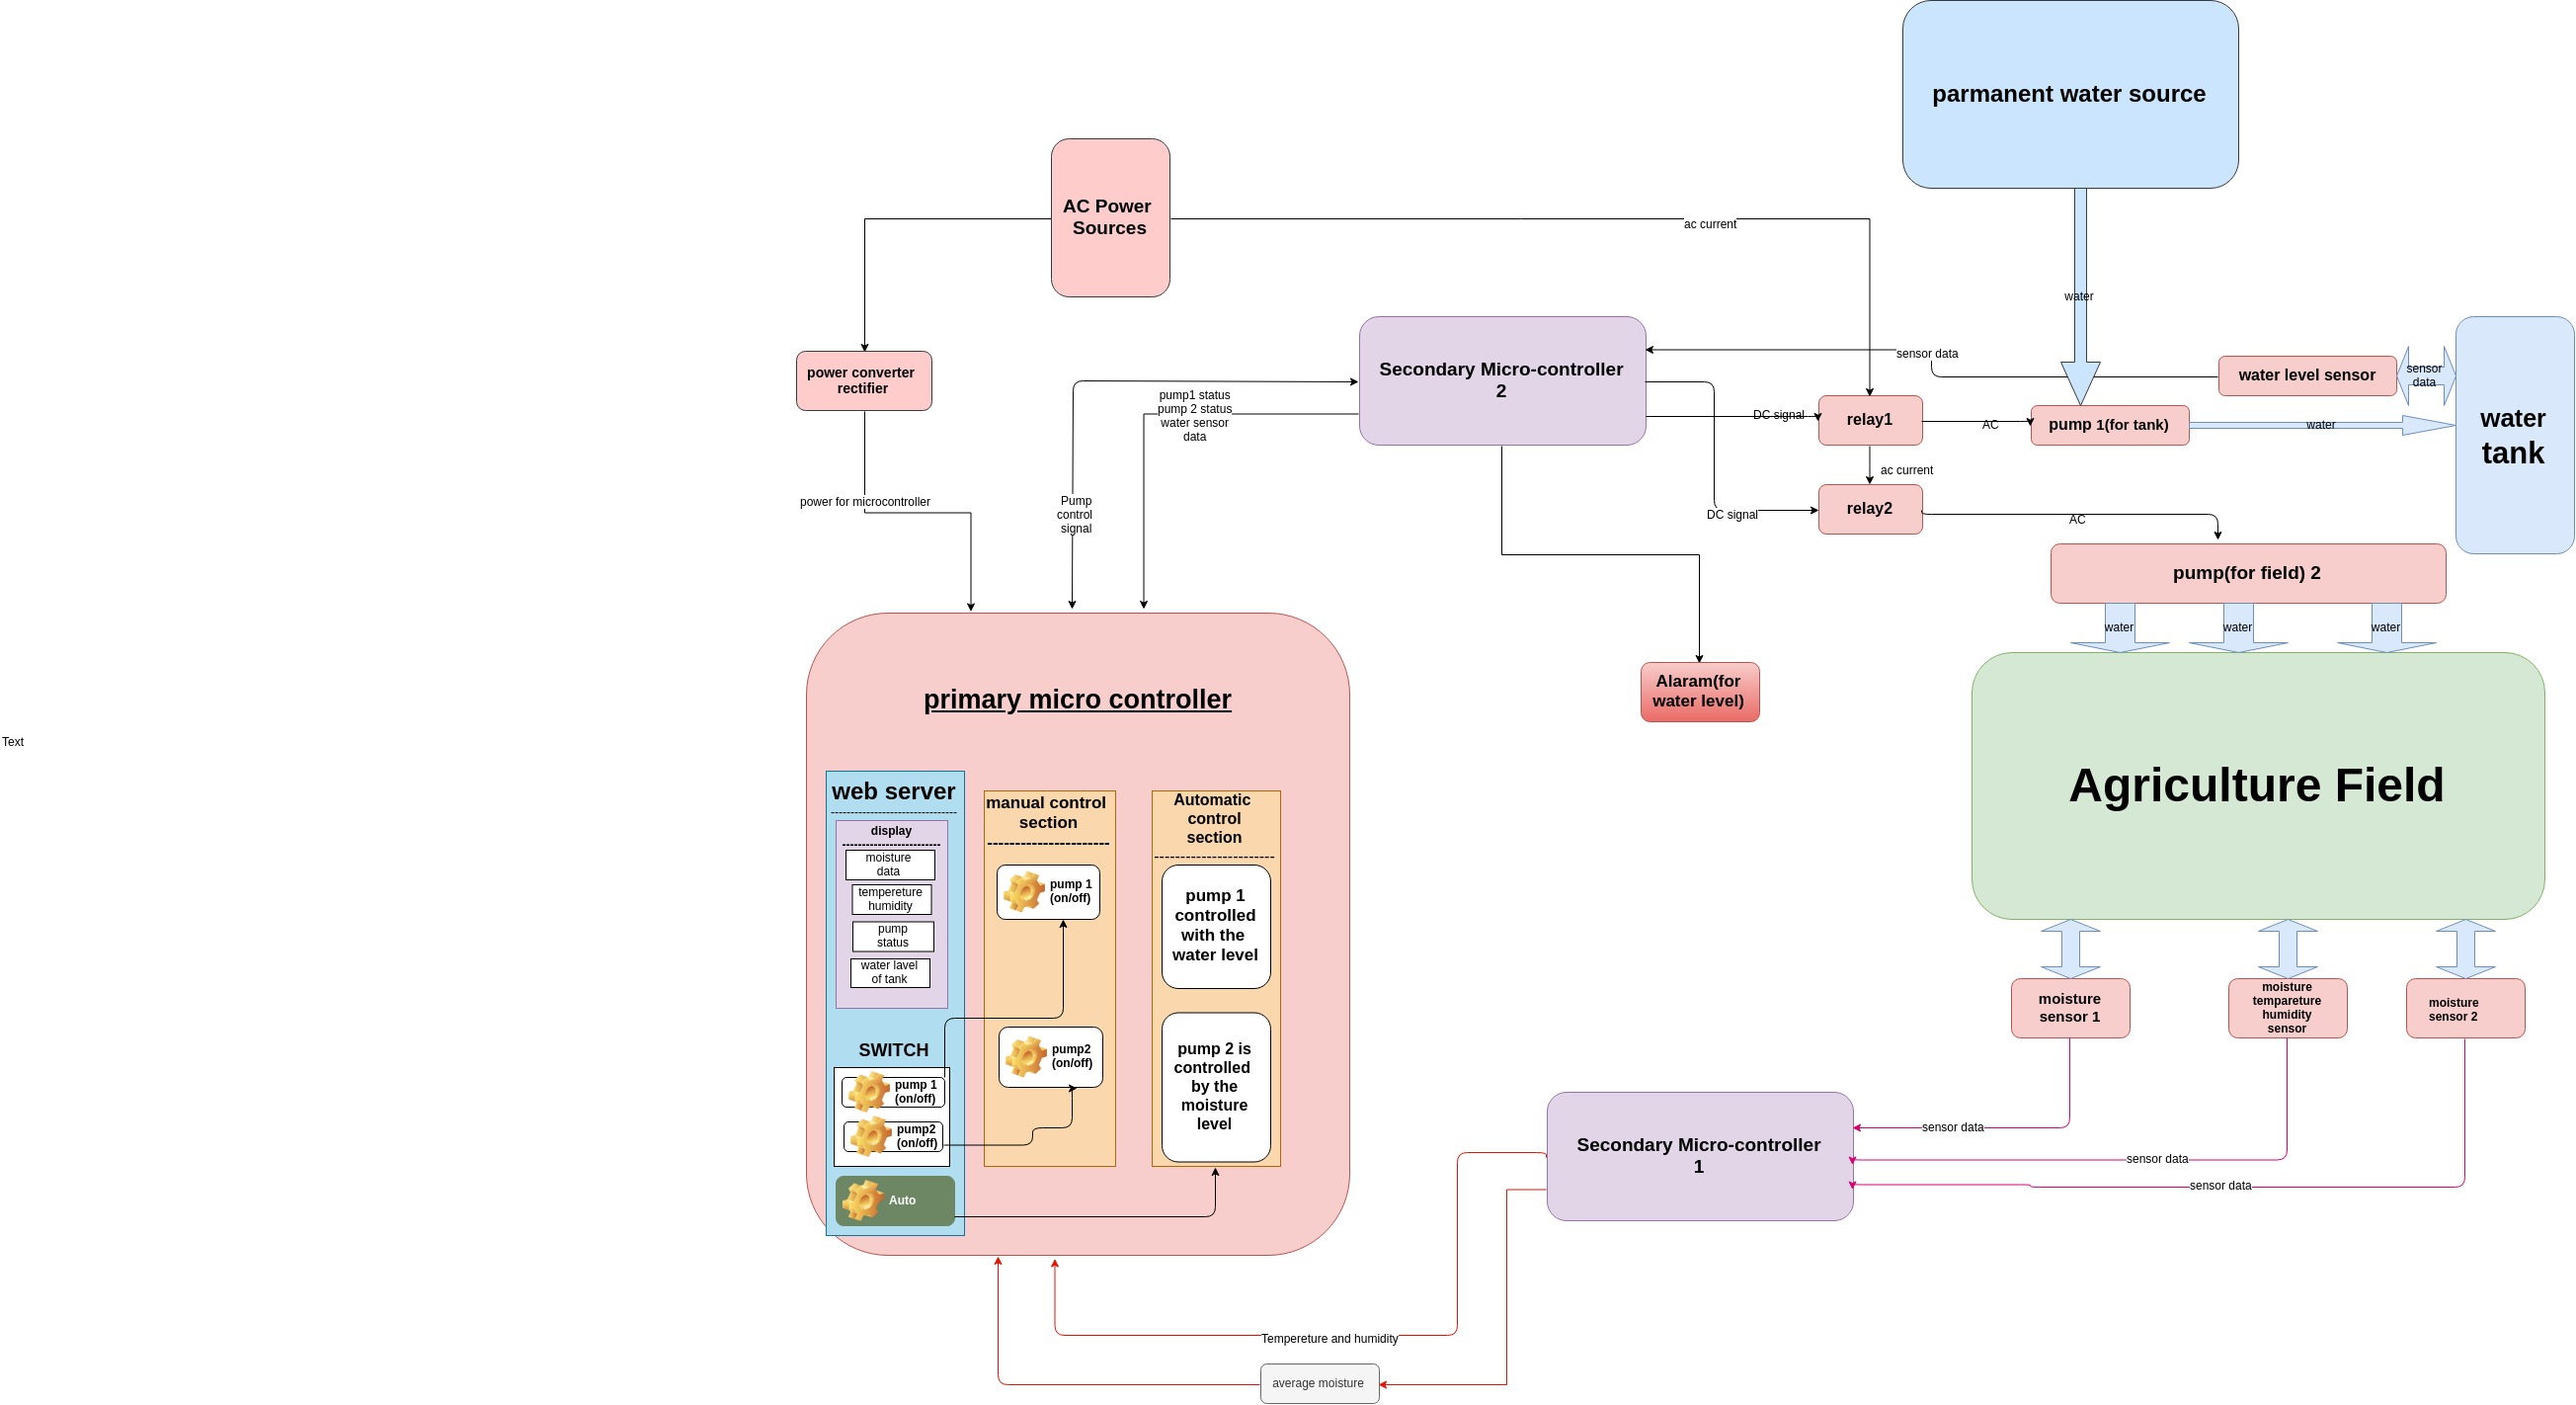 parmanent water source
AC Power
Sources
ac current
water
power converter
rectifier
Secondary Micro-controller
2
sensor data
water level sensor
sensor
data
water
tank
pump1 status
pump 2 status
water sensor
data
DC signal
relay1
AC
pump 1(for tank)
water
ac current
power for microcontroller
Pump
control
signal
DC signal
relay2
AC
pump(for field) 2
water
water
water
Alaram(for
water level)
primary micro controller
Text
Agriculture Field
web server
--------------------------------
display
-------------------------
moisture
data
tempereture
humidity
pump
status
water lavel
of tank
SWITCH
pump 1
(on/off)
pump2
(on/off)
Auto
manual control
section
----------------------
pump 1
(on/off)
pump2
(on/off)
Automatic
control
section
-----------------------
pump 1
controlled
with the
water level
pump 2 is
controlled
by the
moisture
level
moisture
sensor 1
moisture
tempareture
humidity
sensor
moisture
sensor 2
Secondary Micro-controller
1
sensor data
sensor data
sensor data
Tempereture and humidity
average moisture